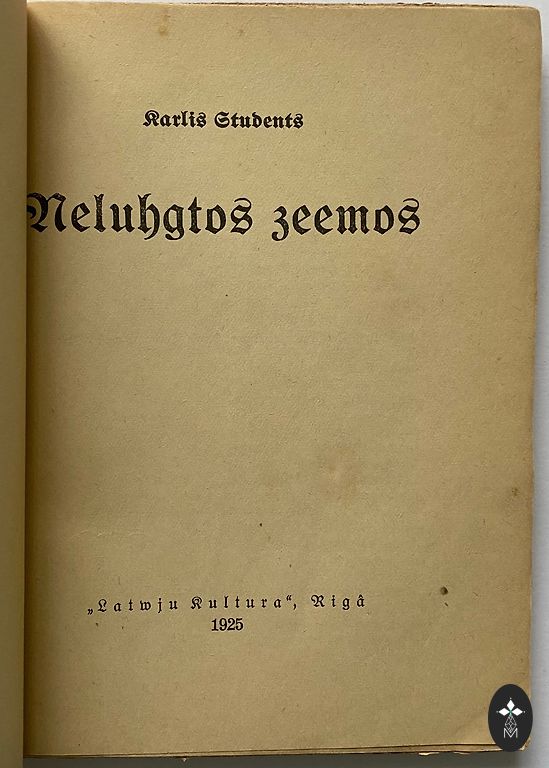 Karlis Students
Neluhgtos zeemos
„Latwju Kultura“, Rigâ
1925